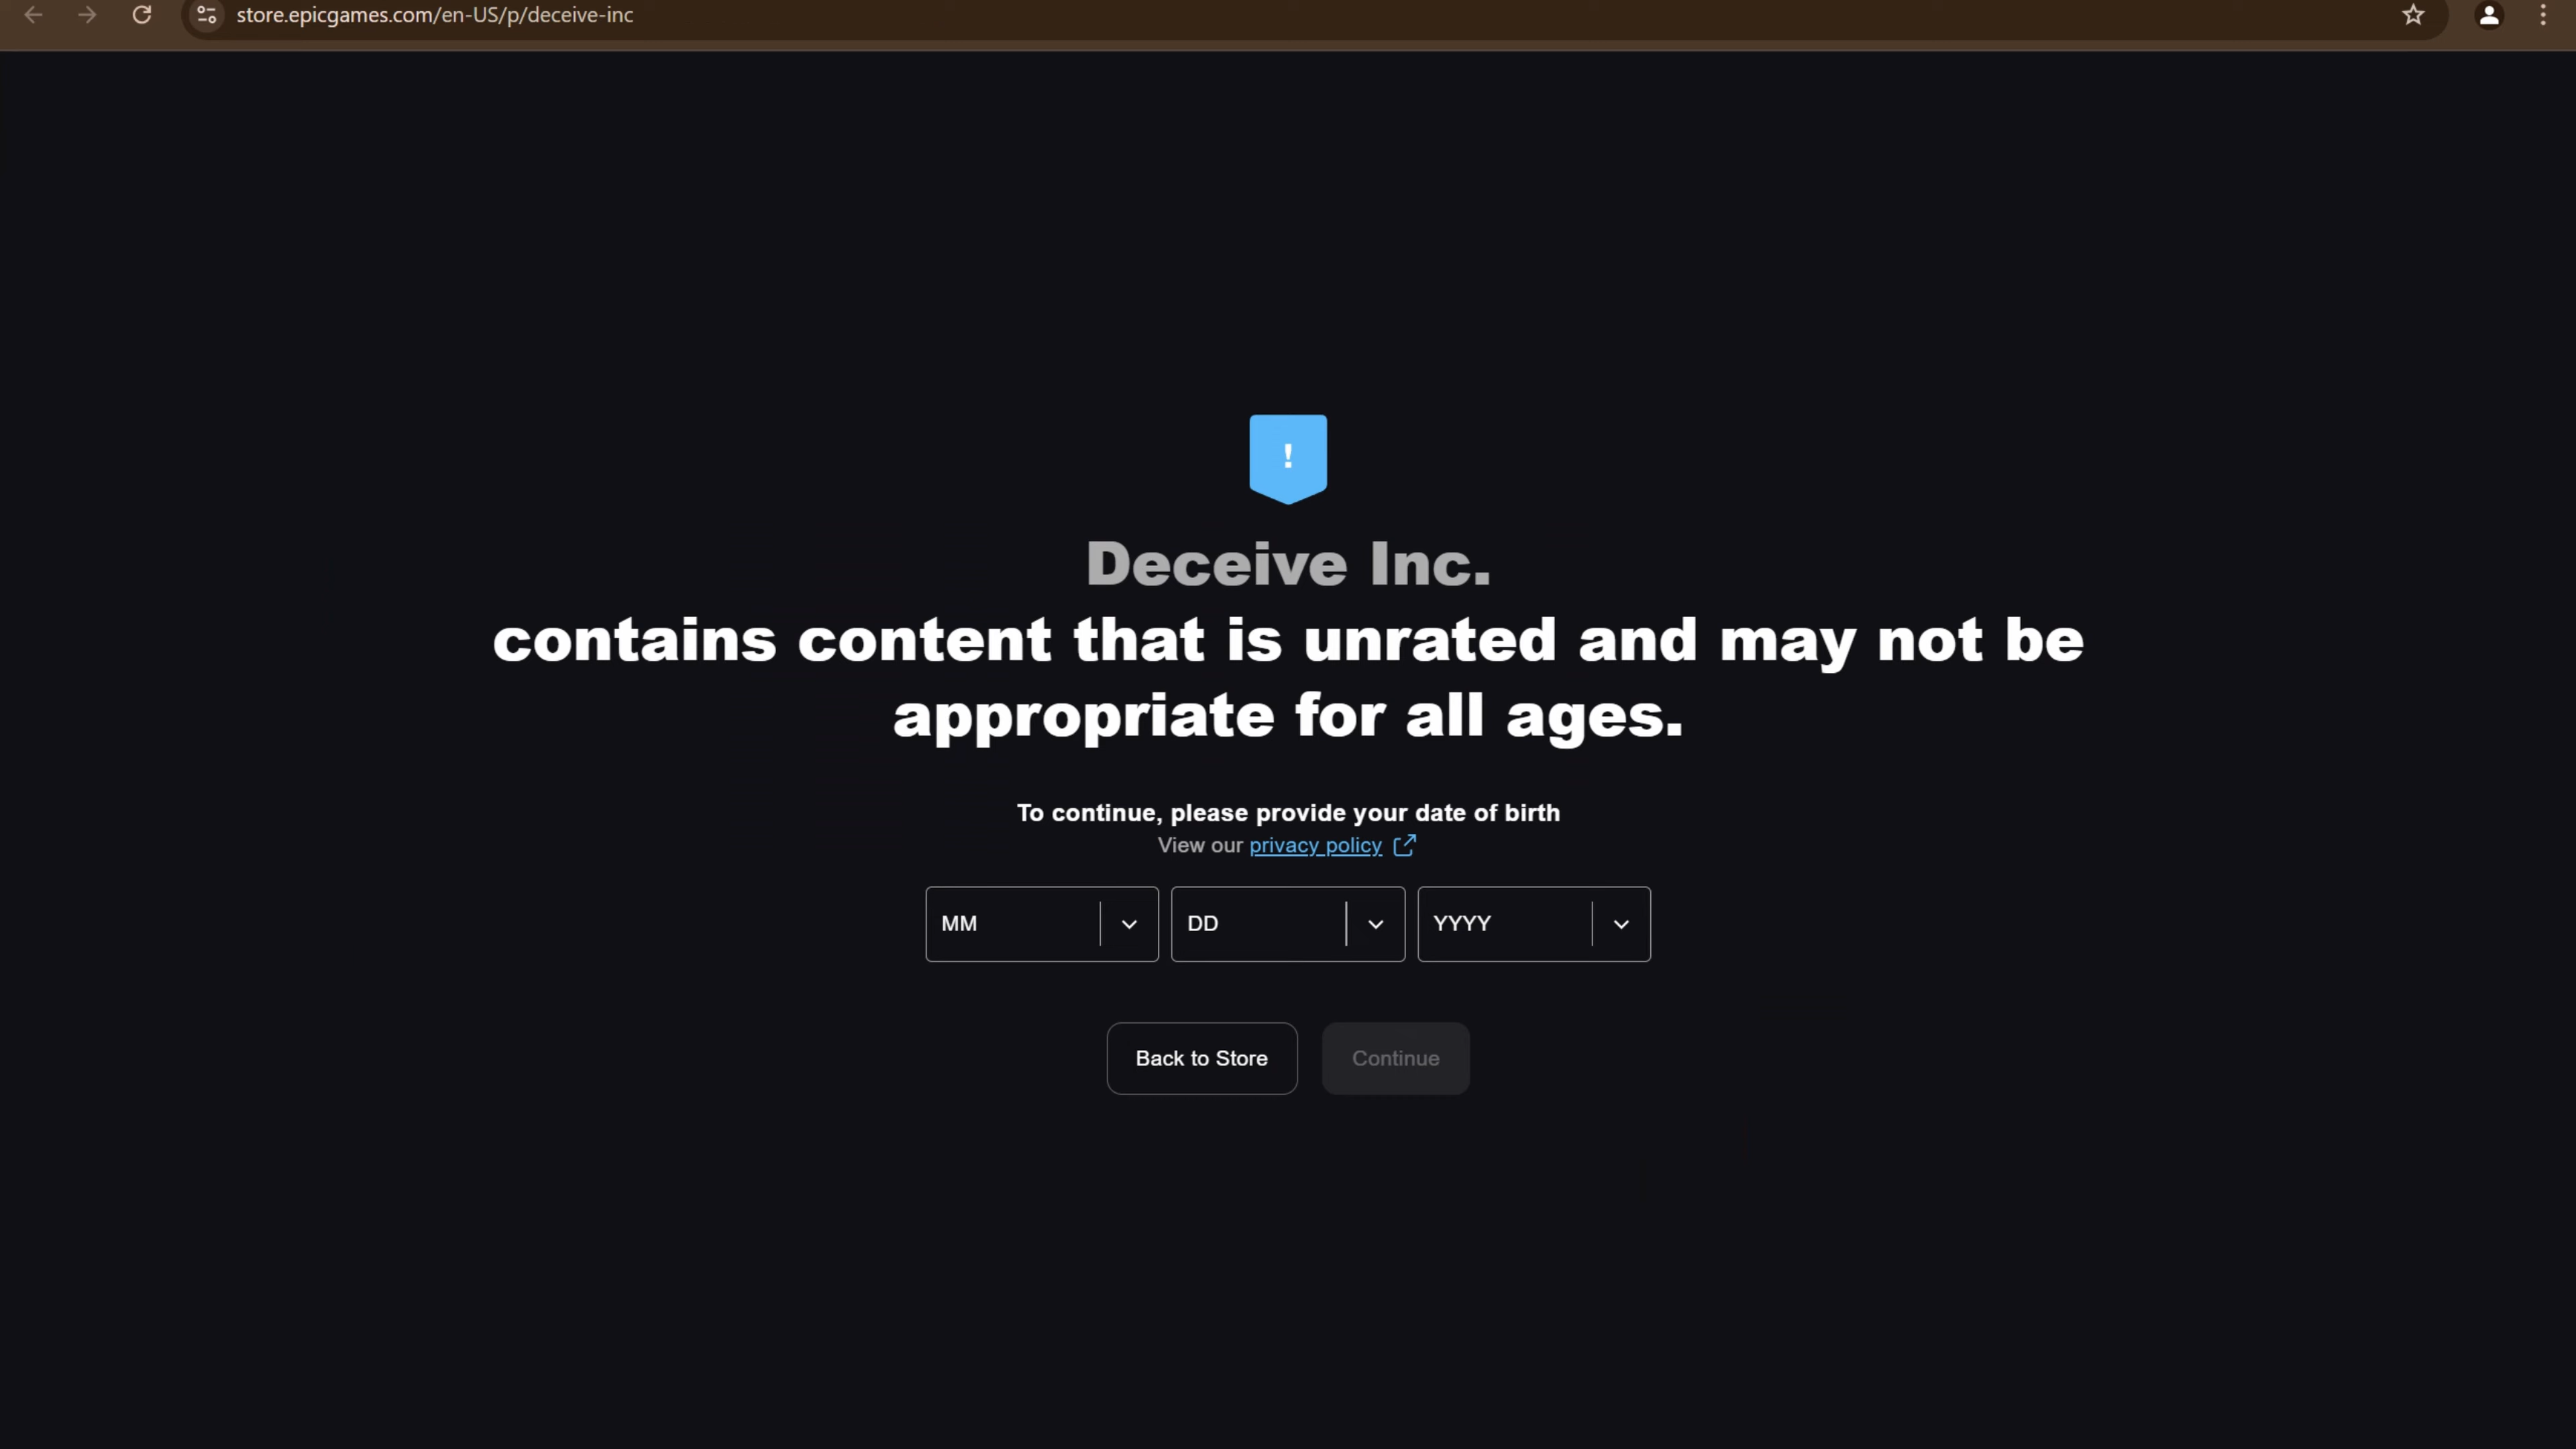 store.epicgames.com/en-US/p/deceive-inc
!
Deceive Inc.
contains content that is unrated and may not be
appropriate for all ages.
To continue, please provide your date of birth
View our privacy policy
MM DD YYYY
Back to Store Continue